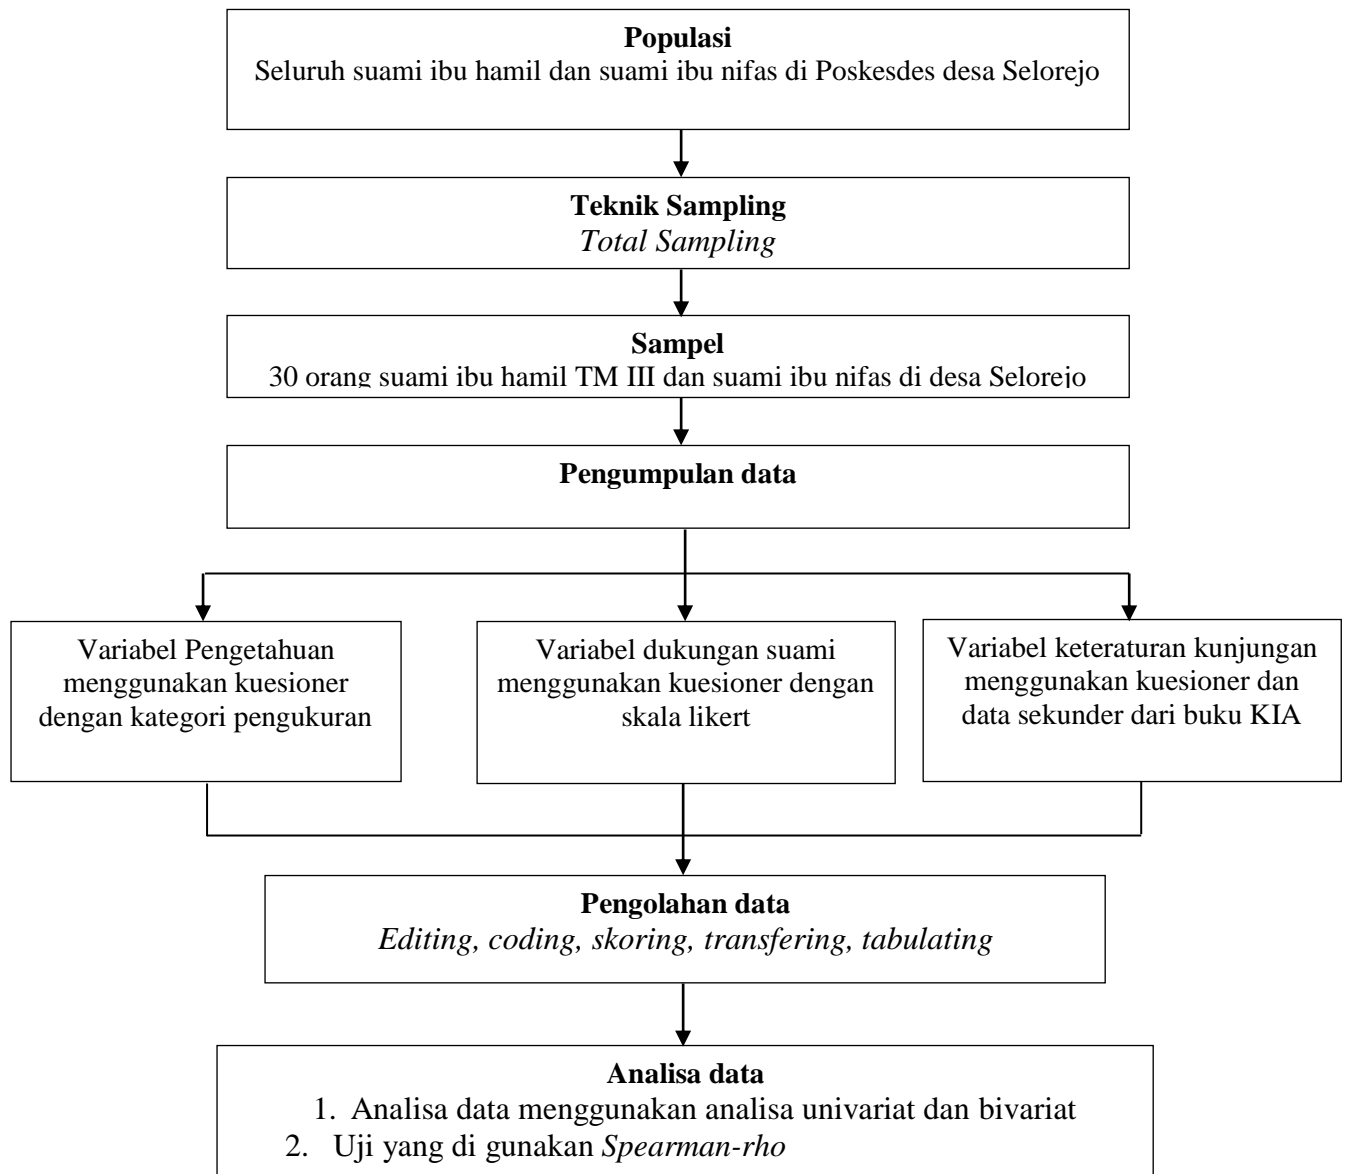 Populasi
Seluruh suami ibu hamil dan suami ibu nifas di Poskesdes desa Selorejo
Teknik Sampling
Total Sampling
Sampel
30 orang suami ibu hamil TM III dan suami ibu nifas di desa Selorejo
Pengumpulan data
Variabel Pengetahuan
menggunakan kuesioner
dengan kategori pengukuran
Variabel dukungan suami
menggunakan kuesioner dengan
skala likert
Variabel keteraturan kunjungan
menggunakan kuesioner dan
data sekunder dari buku KIA
Pengolahan data
Editing, coding, skoring, transfering, tabulating
Analisa data
1. Analisa data menggunakan analisa univariat dan bivariat
2. Uji yang di gunakan Spearman-rho